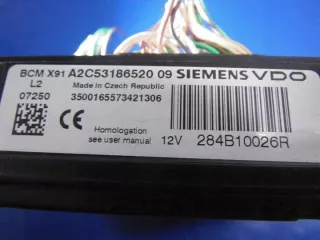 BCM X91 A2C53186520 09 SIEMENS VDO
L2 Made in Czech Republic
07250 3500165573421306
CE Homologation see user manual 12V 284B10026R